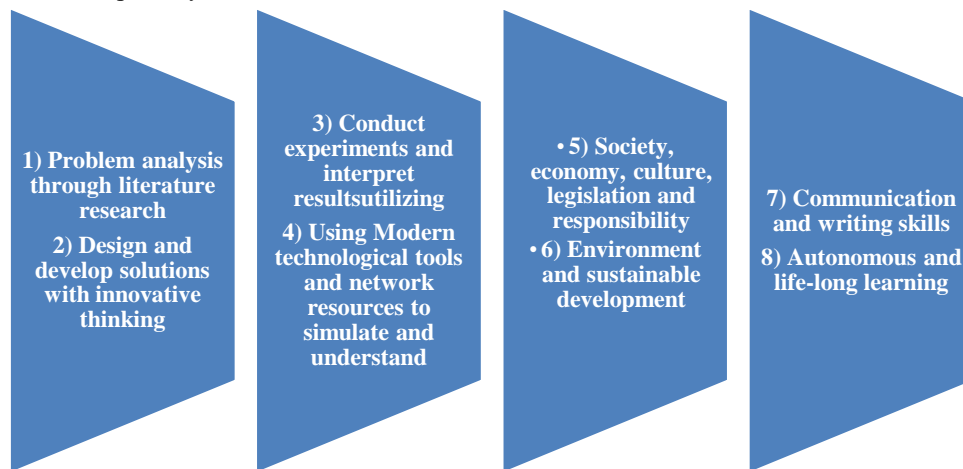 1) Problem analysis
through literature
research
2) Design and
develop solutions
with innovative
thinking
3) Conduct
experiments and
interpret
resultsutilizing
4) Using Modern
technological tools
and network
resources to
simulate and
understand
• 5) Society,
economy, culture,
legislation and
responsibility
• 6) Environment
and sustainable
development
7) Communication
and writing skills
8) Autonomous and
life-long learning